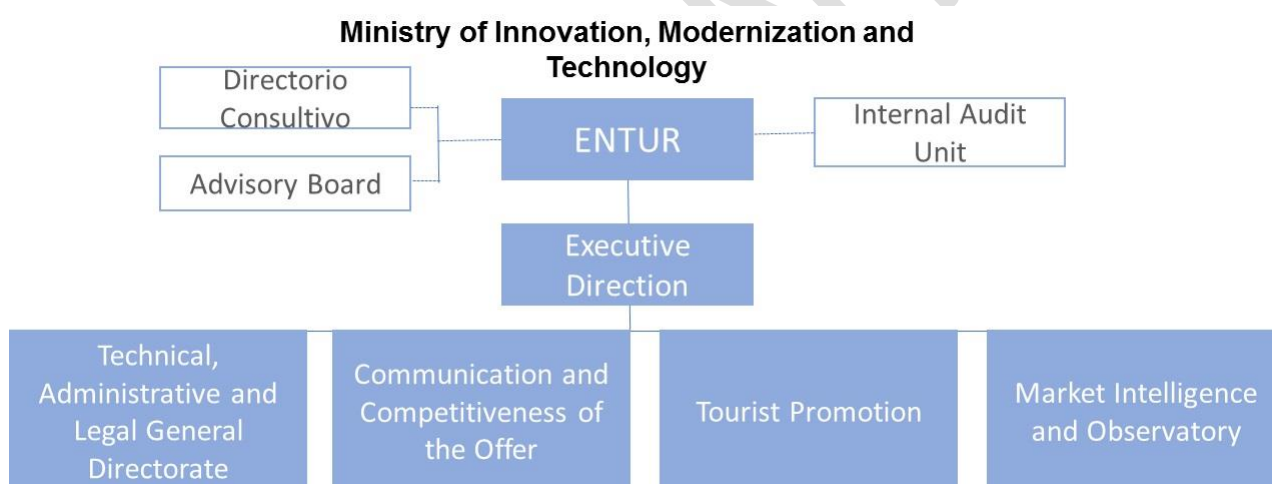 Ministry of Innovation, Modernization and
Technology
Directorio
Consultivo
ENTUR
Internal Audit
Unit
Advisory Board
Executive
Direction
Technical,
Administrative and
Legal General
Directorate
Communication and
Competitiveness of
the Offer
Tourist Promotion
Market Intelligence
and Observatory